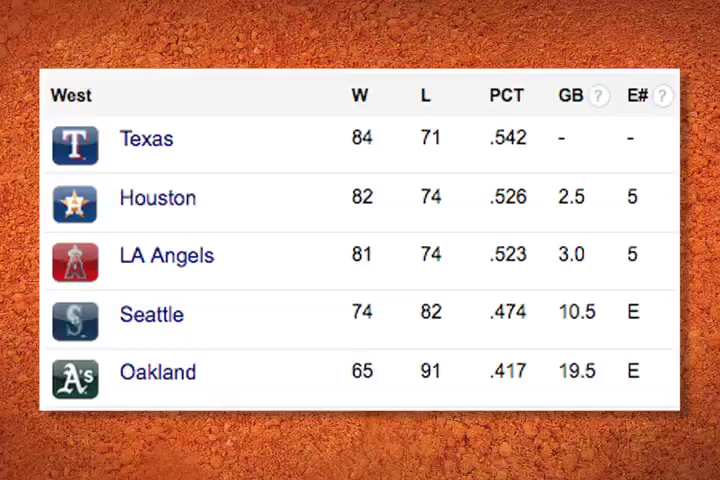 West W L PCT GB ? E# ?
T Texas 84 71 .542 - -
H Houston 82 74 .526 2.5 5
A LA Angels 81 74 .523 3.0 5
S Seattle 74 82 .474 10.5 E
A's Oakland 65 91 .417 19.5 E